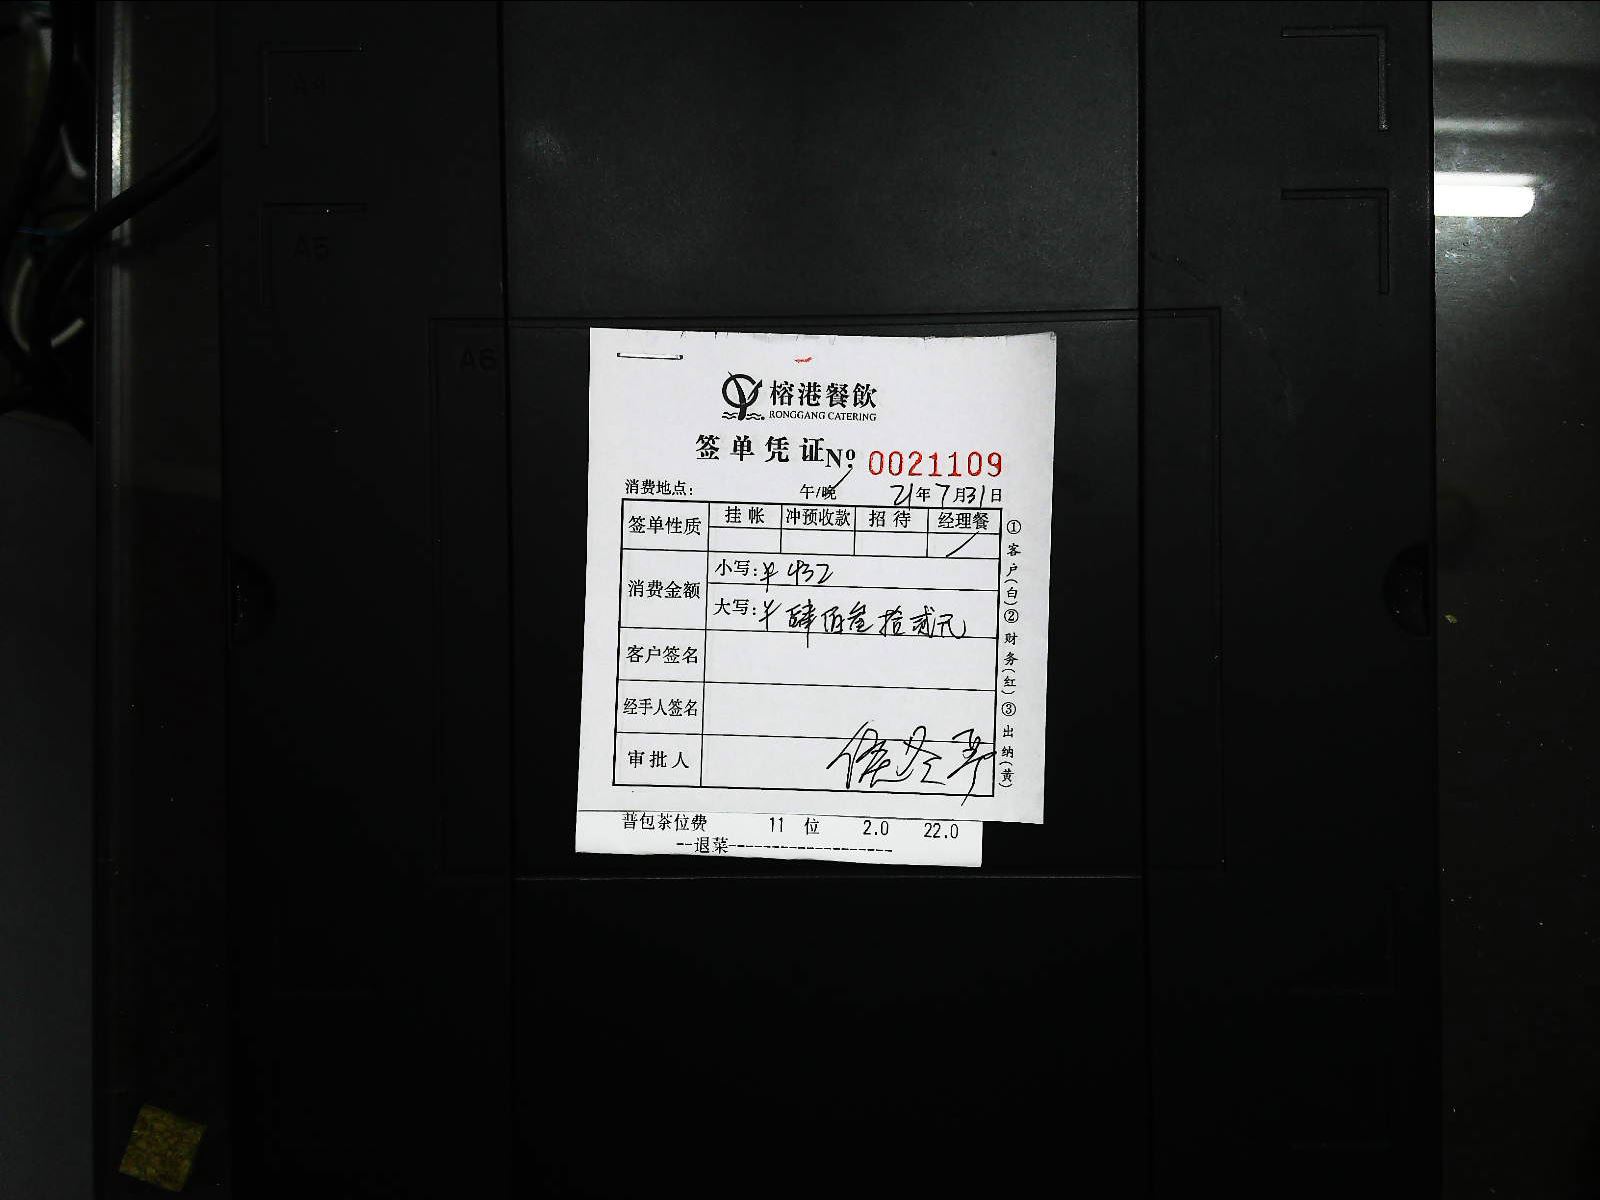 A4
A5
A6
榕港餐飲
RONGGANG CATERING
签单凭证 Nº 0021109
消费地点: 午/晚 21年7月31日
签单性质 挂帐 冲预收款 招待 经理餐
消费金额 小写:¥432
大写:¥肆佰叁拾贰元
客户签名
经手人签名
审批人
①客户(白)②财务(红)③出纳(黄)
普包茶位费 11 位 2.0 22.0
--退菜--------------------